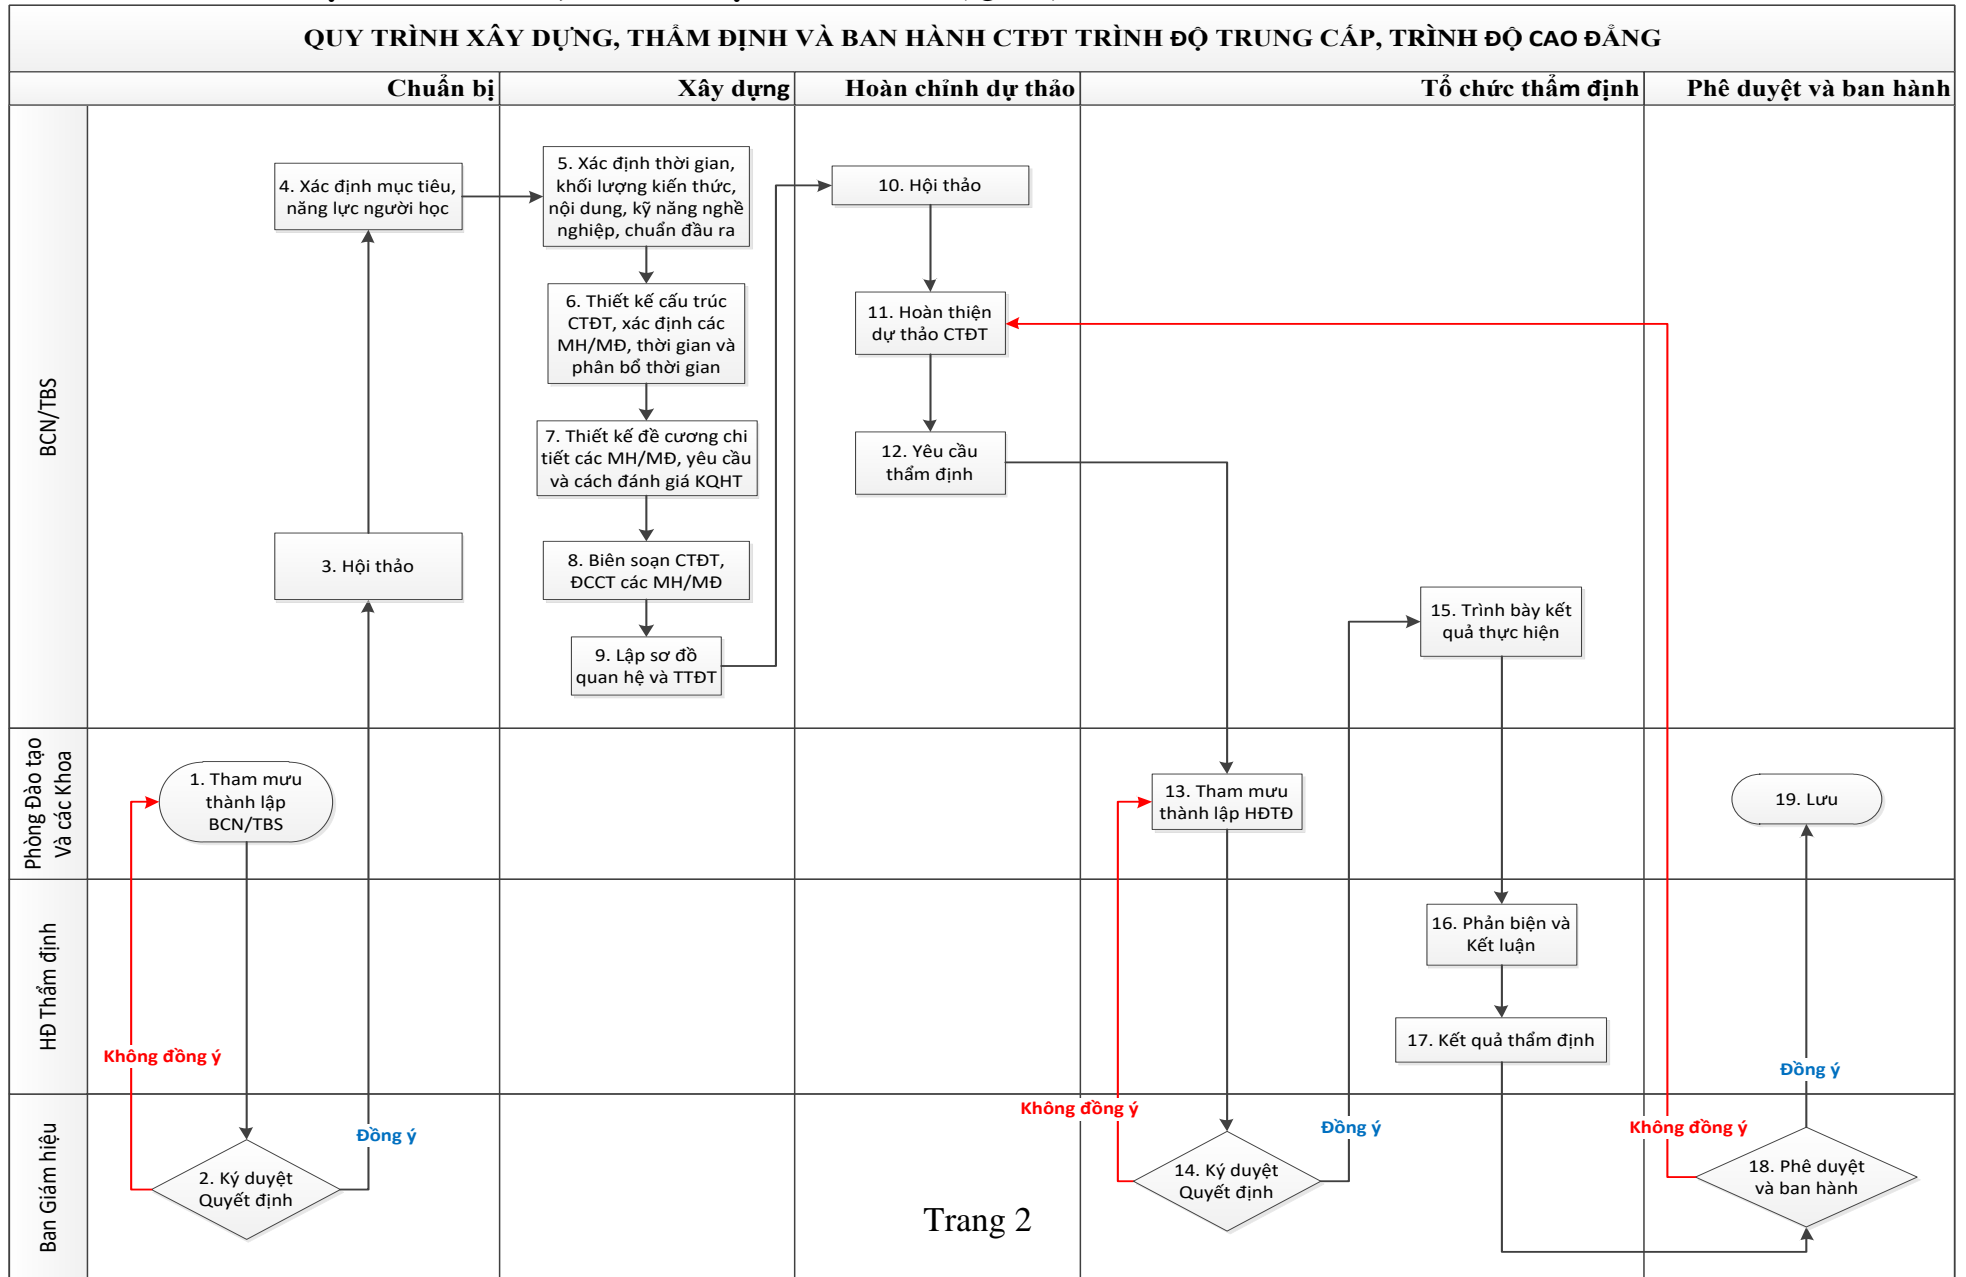 QUY TRÌNH XÂY DỰNG, THẨM ĐỊNH VÀ BAN HÀNH CTĐT TRÌNH ĐỘ TRUNG CẤP, TRÌNH ĐỘ CAO ĐẲNG
Chuẩn bị
Xây dựng
Hoàn chỉnh dự thảo
Tổ chức thẩm định
Phê duyệt và ban hành
BCN/TBS
4. Xác định mục tiêu,
năng lực người học
3. Hội thảo
5. Xác định thời gian,
khối lượng kiến thức,
nội dung, kỹ năng nghề
nghiệp, chuẩn đầu ra
6. Thiết kế cấu trúc
CTĐT, xác định các
MH/MĐ, thời gian và
phân bổ thời gian
7. Thiết kế đề cương chi
tiết các MH/MĐ, yêu cầu
và cách đánh giá KQHT
8. Biên soạn CTĐT,
ĐCCT các MH/MĐ
9. Lập sơ đồ
quan hệ và TTĐT
10. Hội thảo
11. Hoàn thiện
dự thảo CTĐT
12. Yêu cầu
thẩm định
15. Trình bày kết
quả thực hiện
Phòng Đào tạo
Và các Khoa
1. Tham mưu
thành lập
BCN/TBS
13. Tham mưu
thành lập HĐTĐ
19. Lưu
HĐ Thẩm định
16. Phản biện và
Kết luận
17. Kết quả thẩm định
Không đồng ý
Đồng ý
Không đồng ý
Đồng ý
Không đồng ý
Đồng ý
Ban Giám hiệu
2. Ký duyệt
Quyết định
14. Ký duyệt
Quyết định
18. Phê duyệt
và ban hành
Trang 2